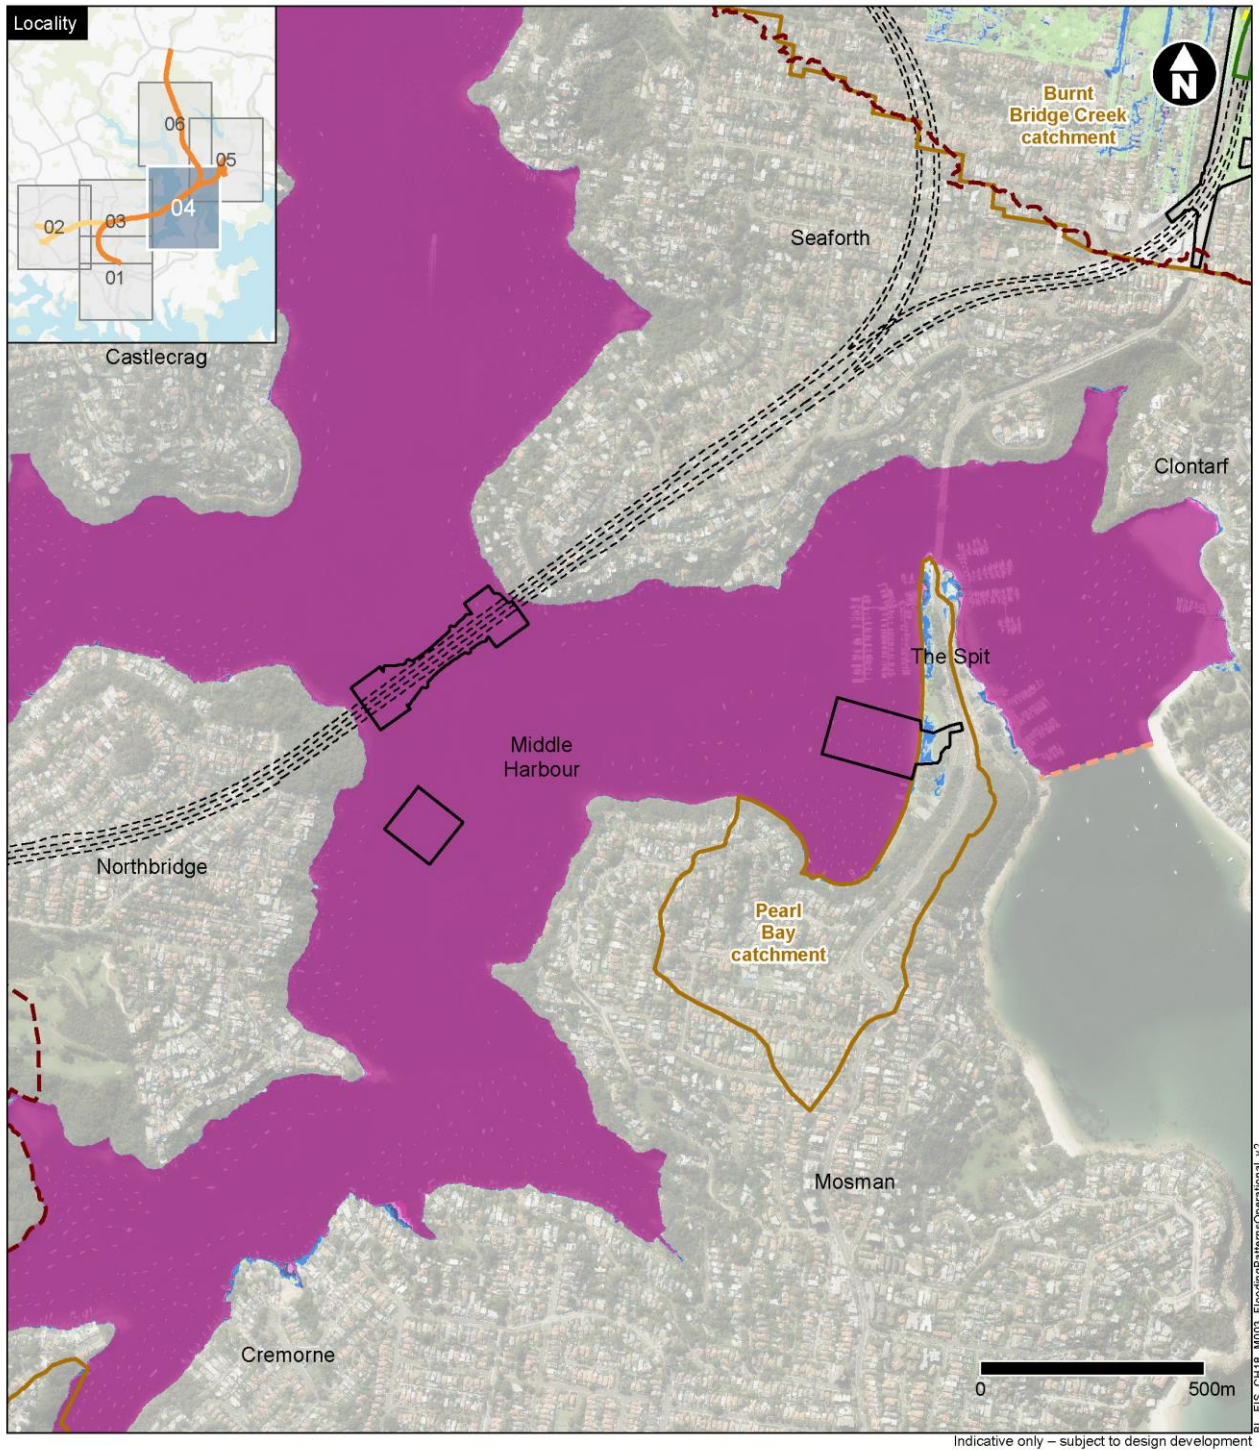 Locality
06
05
04
03
02
01
N
Burnt
Bridge Creek
catchment
Seaforth
Castlecrag
Clontarf
The Spit
Middle
Harbour
Northbridge
Pearl
Bay
catchment
Mosman
Cremorne
0
500m
Indicative only – subject to design development